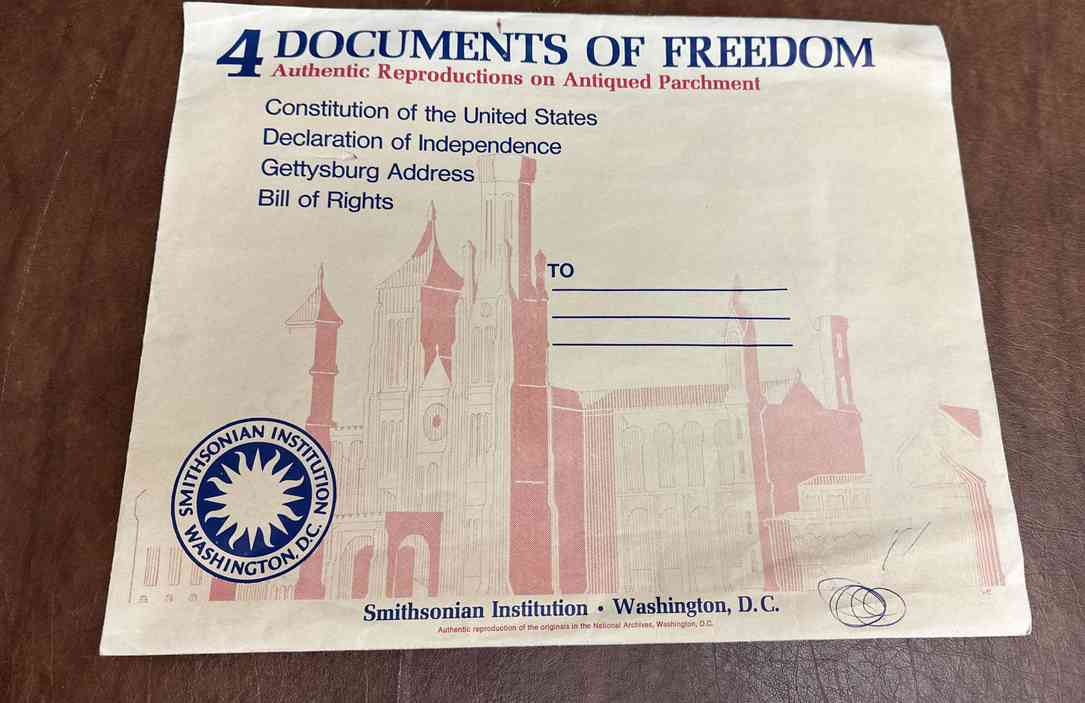 4 DOCUMENTS OF FREEDOM
Authentic Reproductions on Antiqued Parchment
Constitution of the United States
Declaration of Independence
Gettysburg Address
Bill of Rights
TO
SMITHSONIAN INSTITUTION
WASHINGTON, D.C.
Smithsonian Institution • Washington, D.C.
Authentic reproduction of the originals in the National Archives, Washington, D.C.